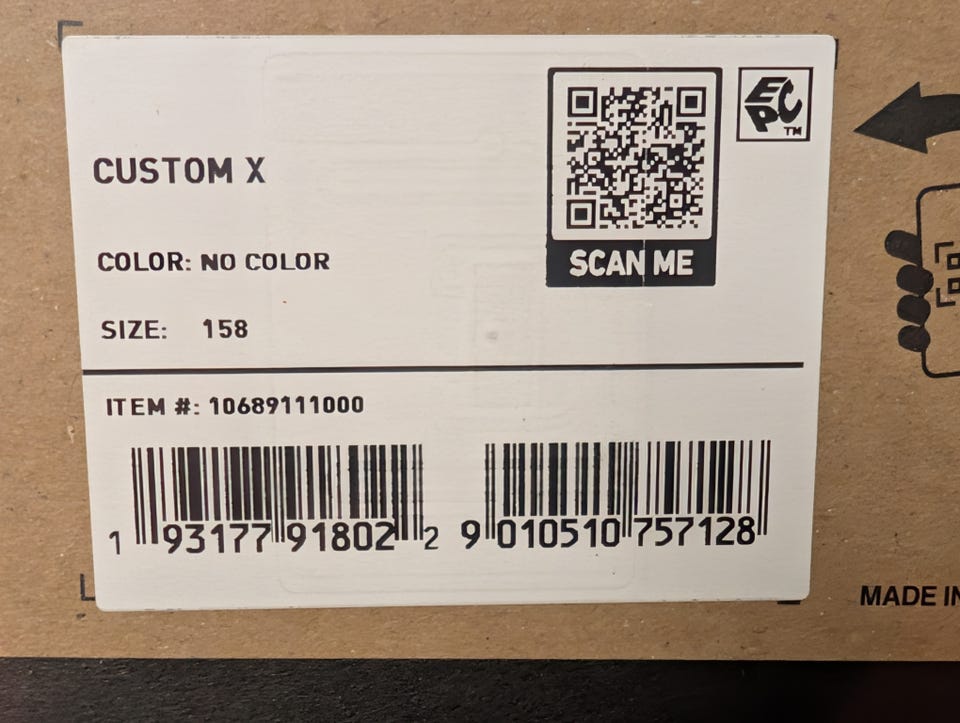 CUSTOM X
COLOR: NO COLOR
SIZE: 158
SCAN ME
EPC™
ITEM #: 10689111000
1 93177 91802 2
9 010510 757128
MADE IN